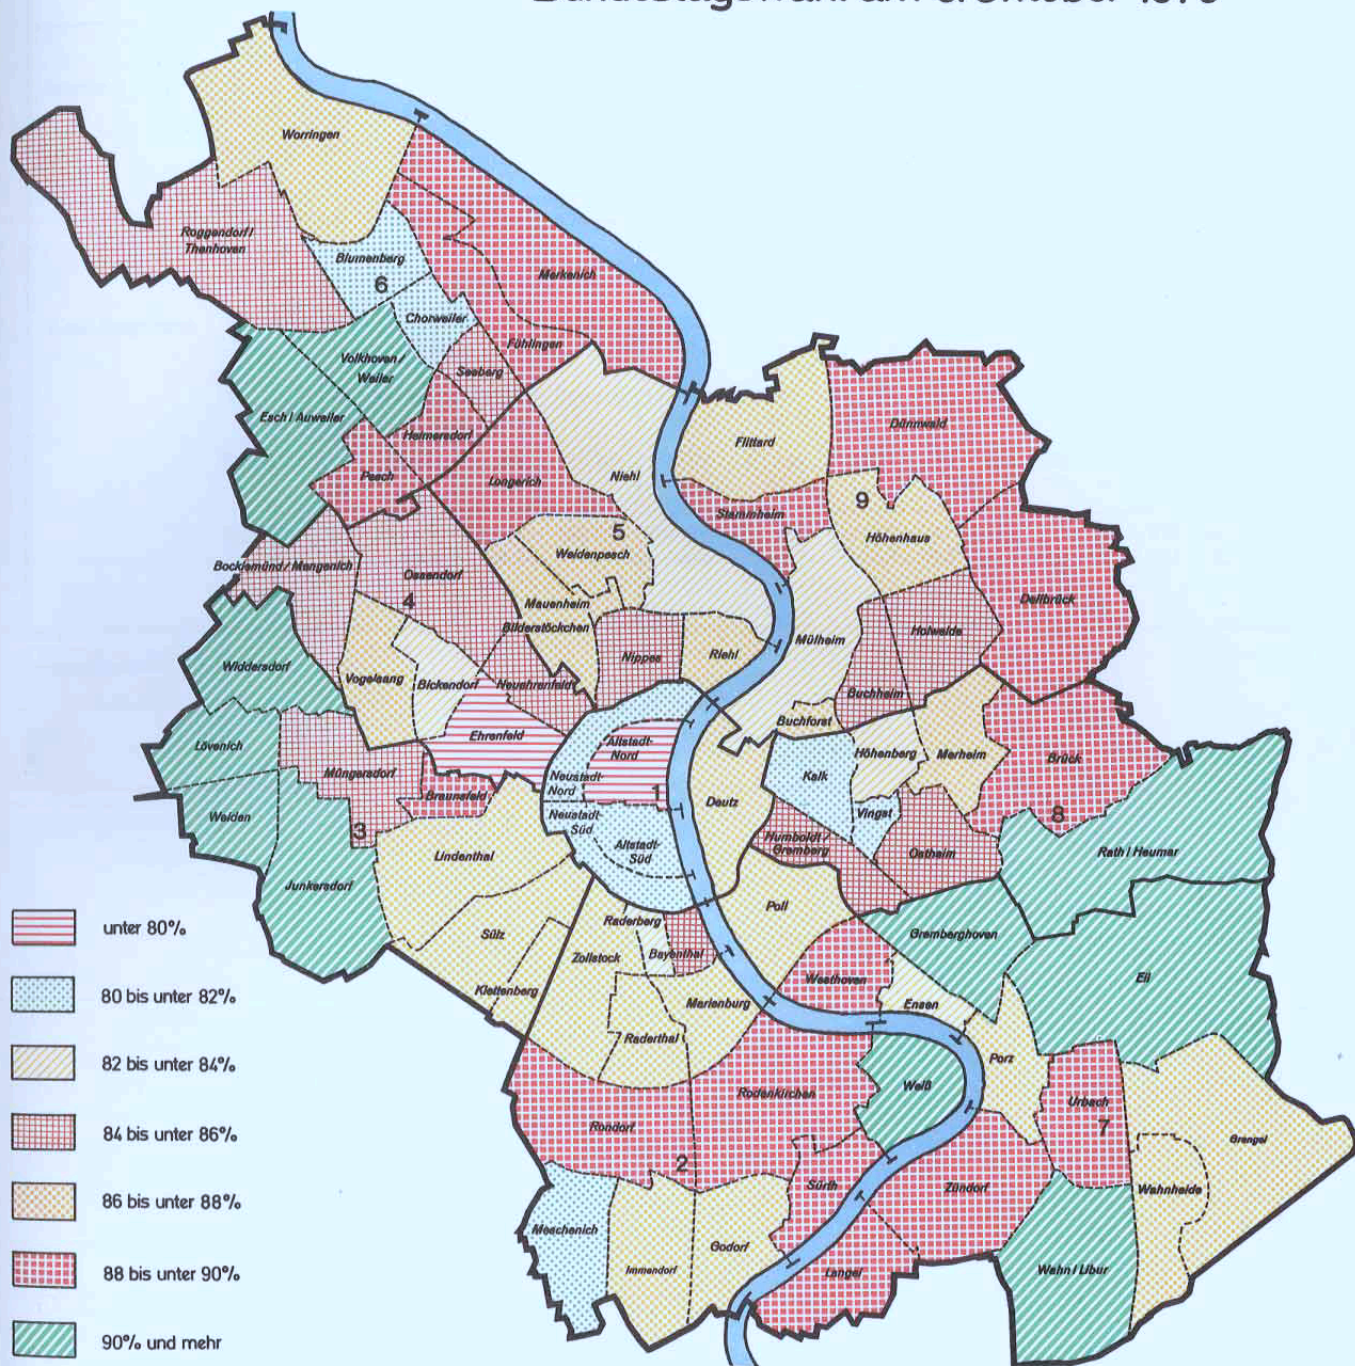 Bundestagswahl am
Worringen
Roggendorf/
Thenhoven
Blumenberg
6
Chorweiler
Merkenich
Fühlingen
Seeberg
Volkhoven/
Weiler
Esch / Auweiler
Heimersdorf
Pesch
Longerich
Niehl
Flittard
Dünnwald
Stammheim
9
Höhenhaus
5
Weidenpesch
Bocklemünd / Mengenich
Ossendorf
4
Mauenheim
Bilderstöckchen
Dellbrück
Holweide
Mülheim
Nippes
Riehl
Widdersdorf
Vogelsang
Bickendorf
Neuehrenfeld
Buchheim
Buchforst
Ehrenfeld
Lövenich
Altstadt-
Nord
Höhenberg
Merheim
Brück
Müngersdorf
Neustadt-
Nord
Kalk
Braunsfeld
1
Deutz
Weiden
Neustadt-
Süd
Vingst
8
3
Lindenthal
Altstadt-
Süd
Humboldt /
Gremberg
Ostheim
Rath / Heumar
Junkersdorf
Poll
Raderberg
Sülz
Zollstock
Bayenthal
Gremberghoven
Westhoven
Eil
Klettenberg
Marienburg
Ensen
Raderthal
Porz
Weiß
Rodenkirchen
Urbach
7
Rondorf
Grengel
2
Sürth
Zündorf
Wahnheide
Meschenich
Godorf
Immendorf
Langel
Wahn / Libur
unter 80%
80 bis unter 82%
82 bis unter 84%
84 bis unter 86%
86 bis unter 88%
88 bis unter 90%
90% und mehr